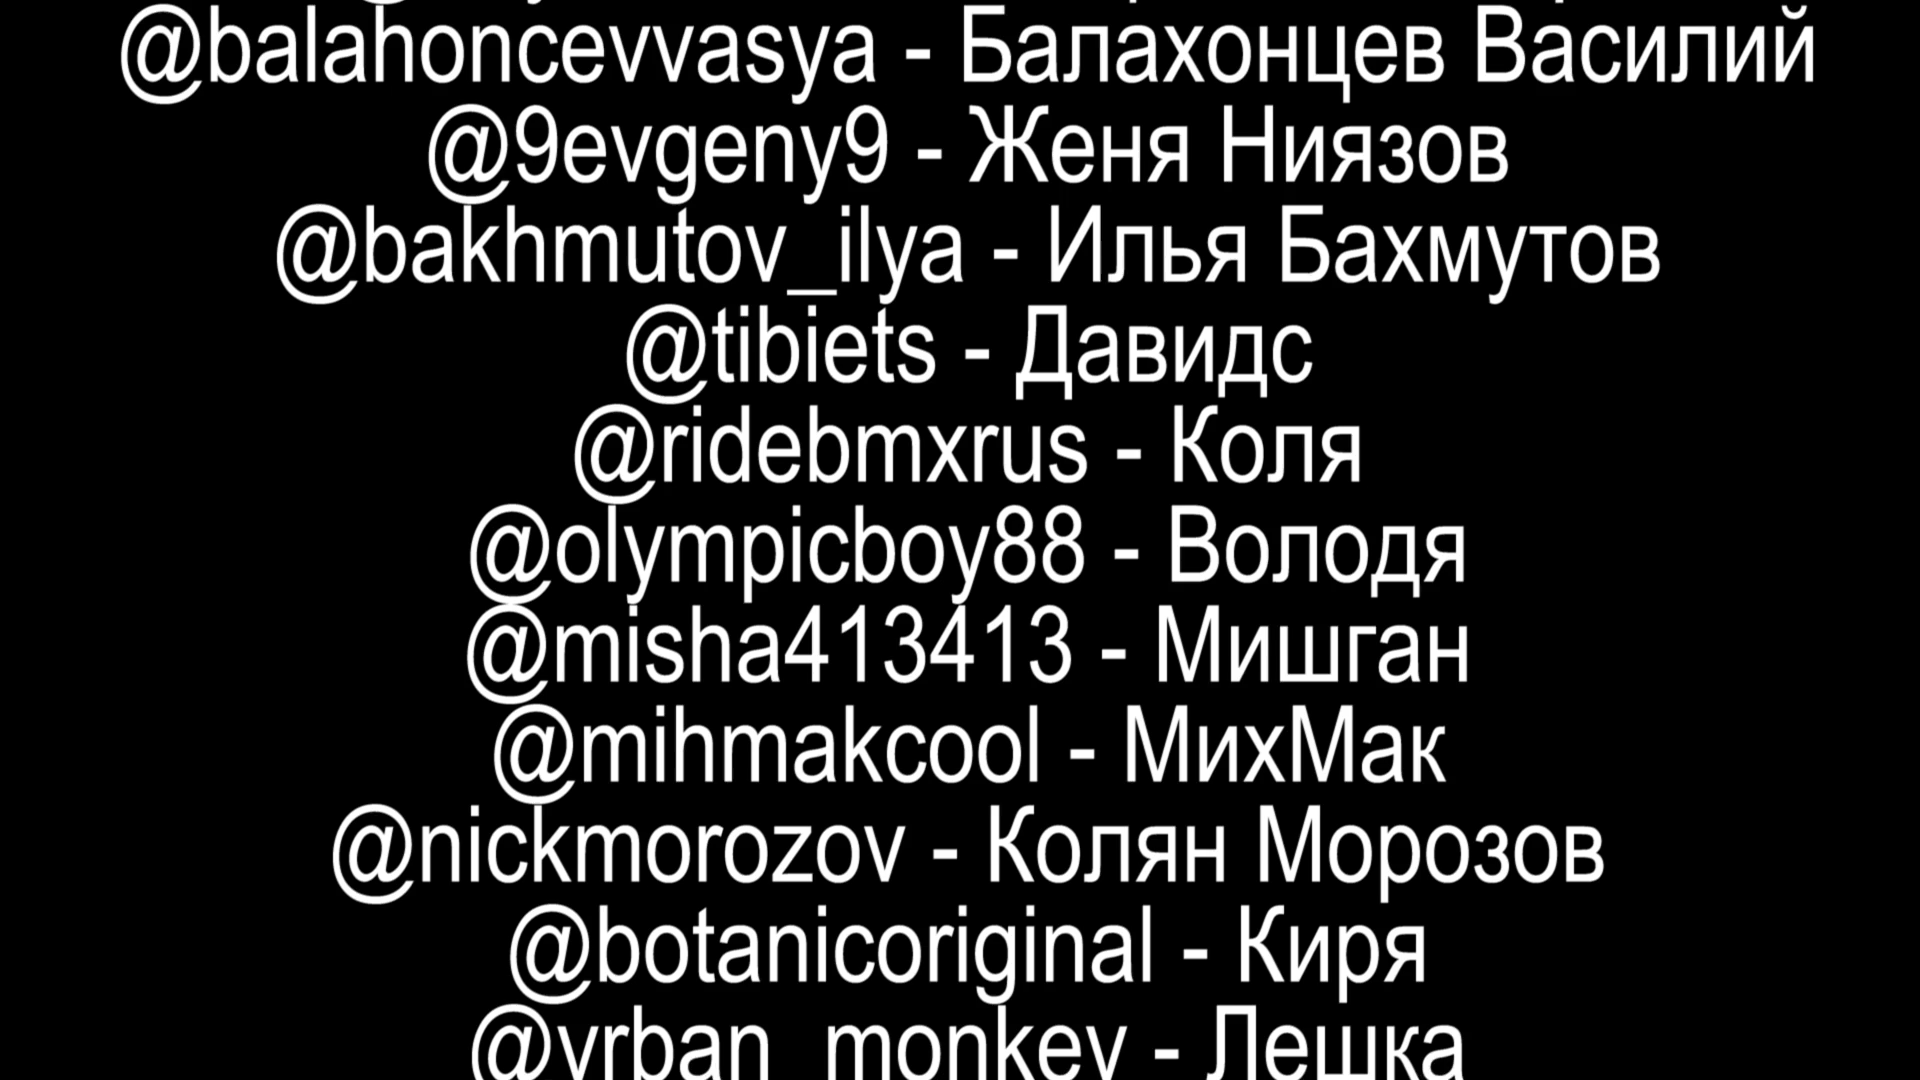 @balahoncevvasya - Балахонцев Василий
@9evgeny9 - Женя Ниязов
@bakhmutov_ilya - Илья Бахмутов
@tibiets - Давидс
@ridebmxrus - Коля
@olympicboy88 - Володя
@misha413413 - Мишган
@mihmakcool - МихМак
@nickmorozov - Колян Морозов
@botanicoriginal - Киря
- Лешка